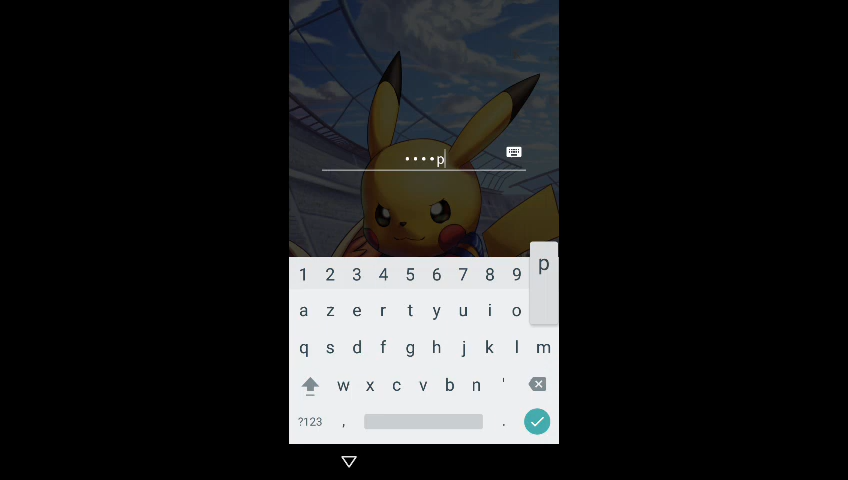 ••••p
1 2 3 4 5 6 7 8 9
p
a z e r t y u i o
q s d f g h j k l m
w x c v b n '
?123 , .